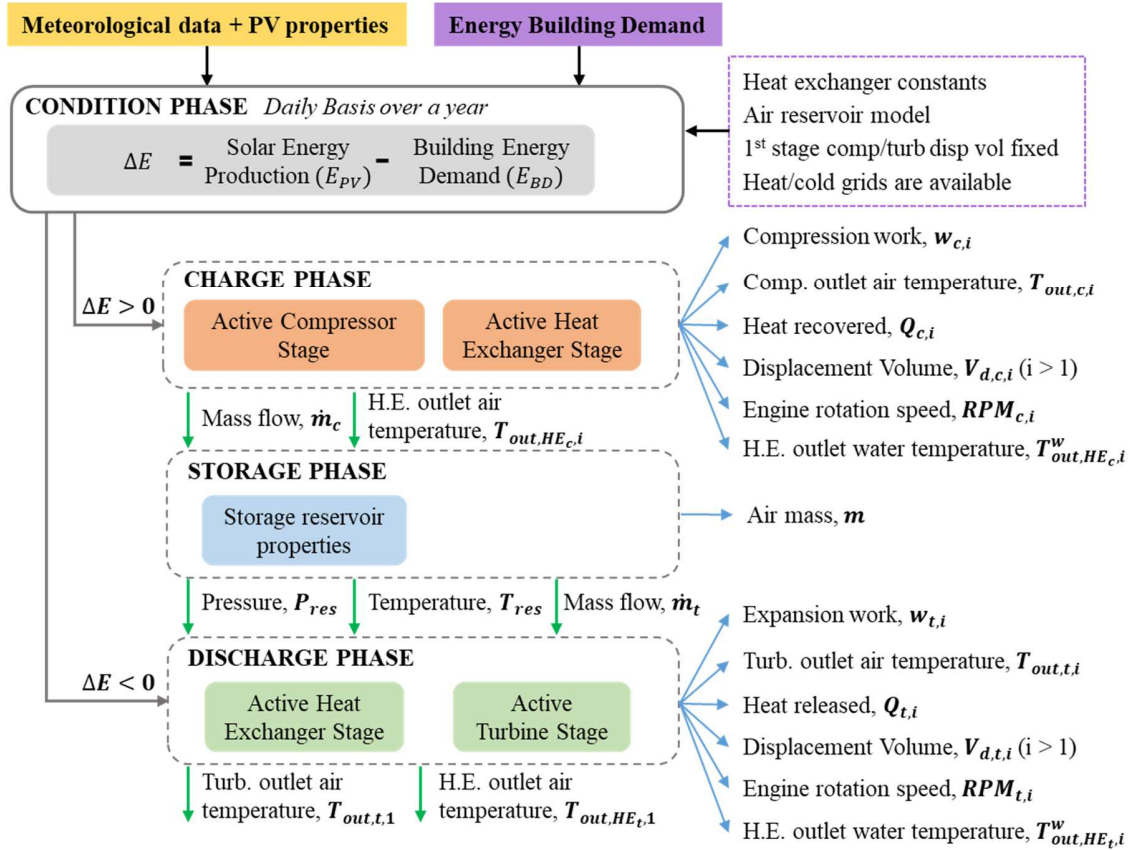 Meteorological data + PV properties
Energy Building Demand
CONDITION PHASE Daily Basis over a year
ΔE = Solar Energy Production (E_PV) − Building Energy Demand (E_BD)
Heat exchanger constants
Air reservoir model
1st stage comp/turb disp vol fixed
Heat/cold grids are available
ΔE > 0
CHARGE PHASE
Active Compressor
Stage
Active Heat
Exchanger Stage
Compression work, w_c,i
Comp. outlet air temperature, T_out,c,i
Heat recovered, Q_c,i
Displacement Volume, V_d,c,i (i > 1)
Engine rotation speed, RPM_c,i
H.E. outlet water temperature, T^w_out,HE_c,i
Mass flow, ṁ_c
H.E. outlet air
temperature, T_out,HE_c,i
STORAGE PHASE
Storage reservoir
properties
Air mass, m
Pressure, P_res
Temperature, T_res
Mass flow, ṁ_t
ΔE < 0
DISCHARGE PHASE
Active Heat
Exchanger Stage
Active
Turbine Stage
Expansion work, w_t,i
Turb. outlet air temperature, T_out,t,i
Heat released, Q_t,i
Displacement Volume, V_d,t,i (i > 1)
Engine rotation speed, RPM_t,i
H.E. outlet water temperature, T^w_out,HE_t,i
Turb. outlet air
temperature, T_out,t,1
H.E. outlet air
temperature, T_out,HE_t,1